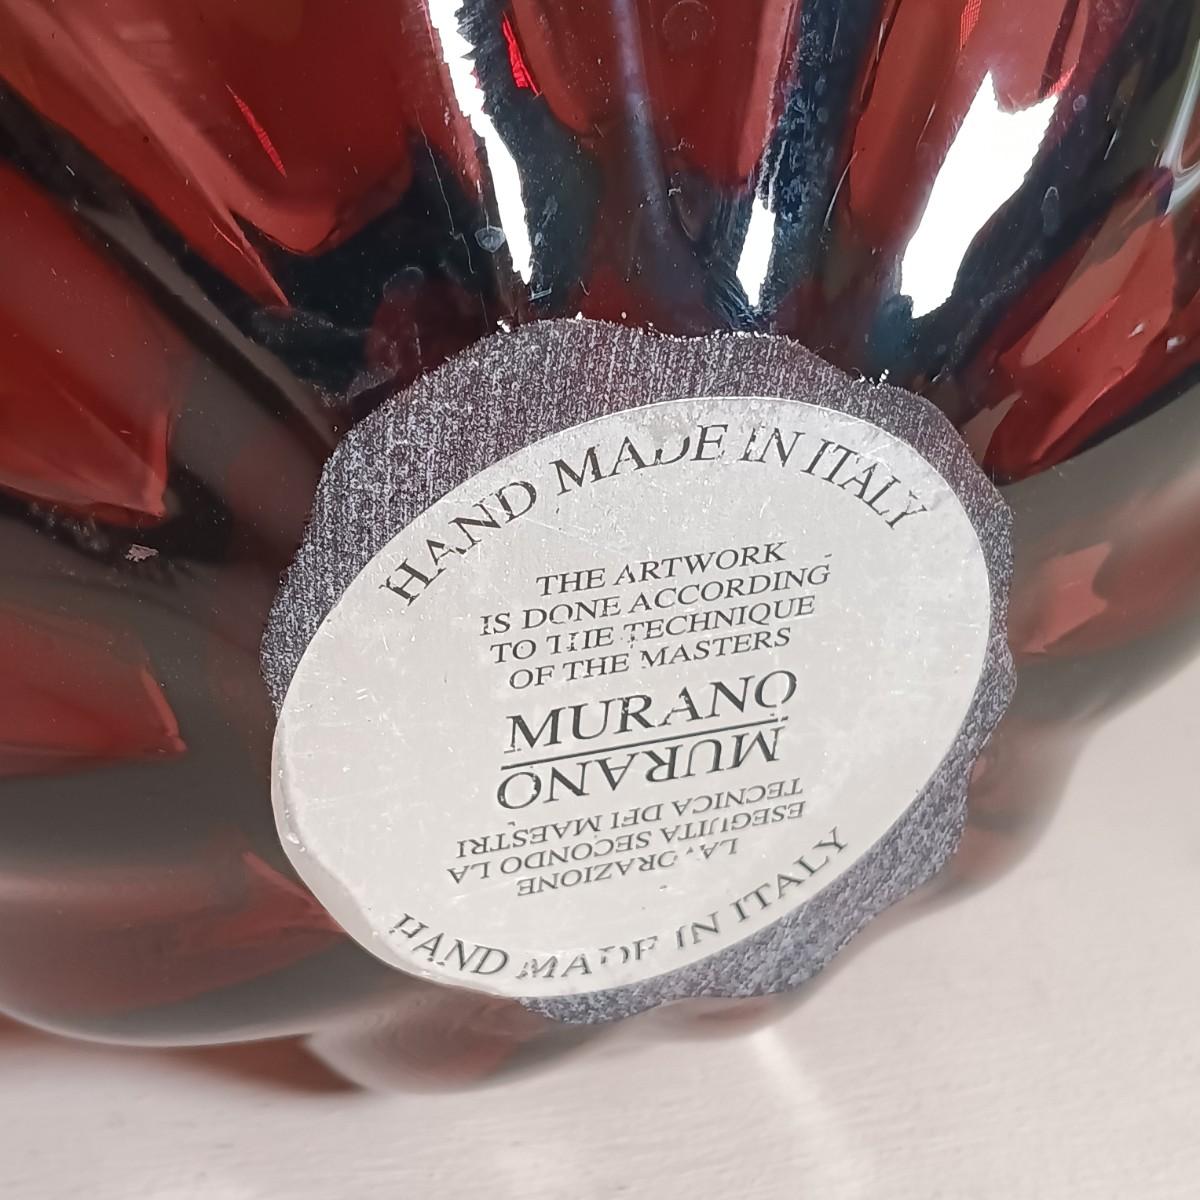 HAND MADE IN ITALY
THE ARTWORK
IS DONE ACCORDING
TO THE TECHNIQUE
OF THE MASTERS
MURANO
MURANO
LAVORAZIONE
ESEGUITA SECONDO LA
TECNICA DEI MAESTRI
HAND MADE IN ITALY